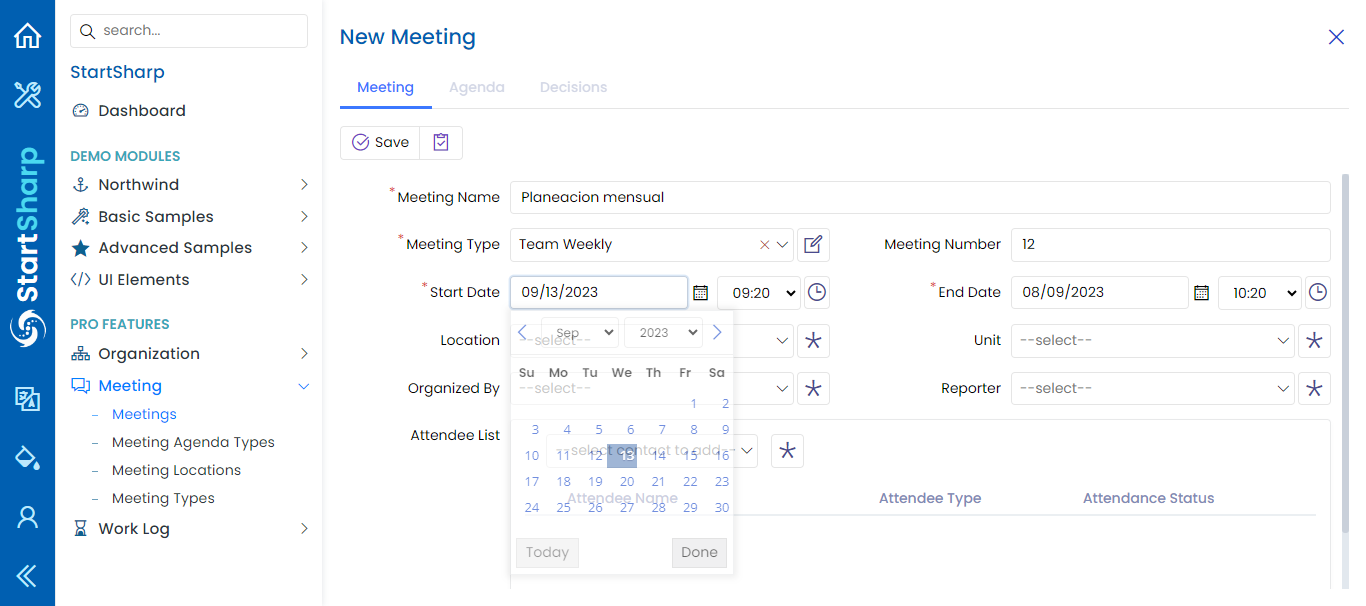 search...
StartSharp
Dashboard
DEMO MODULES
Northwind
Basic Samples
Advanced Samples
UI Elements
PRO FEATURES
Organization
Meeting
Meetings
Meeting Agenda Types
Meeting Locations
Meeting Types
Work Log
StartSharp
New Meeting
Meeting Agenda Decisions
Save
*Meeting Name Planeacion mensual
*Meeting Type Team Weekly Meeting Number 12
*Start Date 09/13/2023 09:20 *End Date 08/09/2023 10:20
Location --select-- Unit --select--
Organized By --select-- Reporter --select--
Attendee List --select contact to add--
Attendee Name Attendee Type Attendance Status
Sep 2023
Su Mo Tu We Th Fr Sa
1 2
3 4 5 6 7 8 9
10 11 12 13 14 15 16
17 18 19 20 21 22 23
24 25 26 27 28 29 30
Today Done